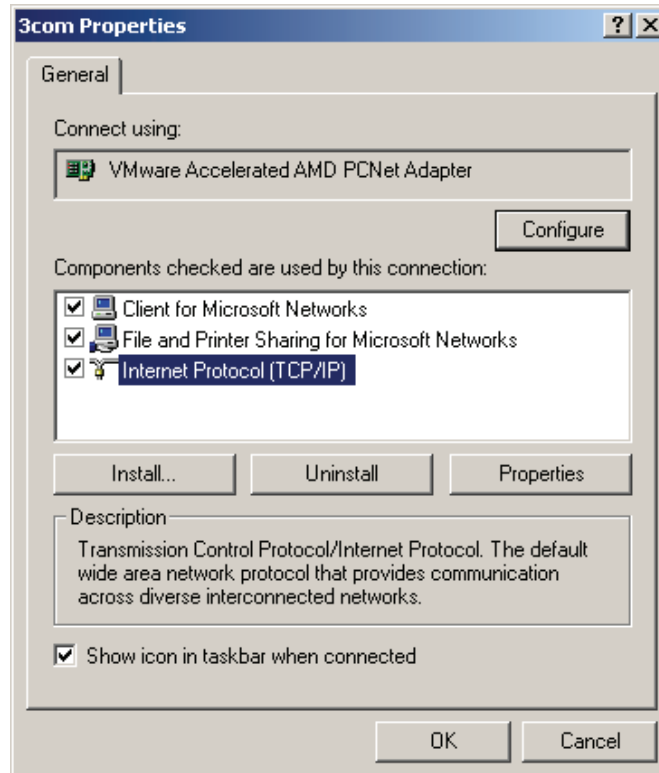 3com Properties
General
Connect using:
VMware Accelerated AMD PCNet Adapter
Configure
Components checked are used by this connection:
Client for Microsoft Networks
File and Printer Sharing for Microsoft Networks
Internet Protocol (TCP/IP)
Install...
Uninstall
Properties
Description
Transmission Control Protocol/Internet Protocol. The default
wide area network protocol that provides communication
across diverse interconnected networks.
Show icon in taskbar when connected
OK
Cancel